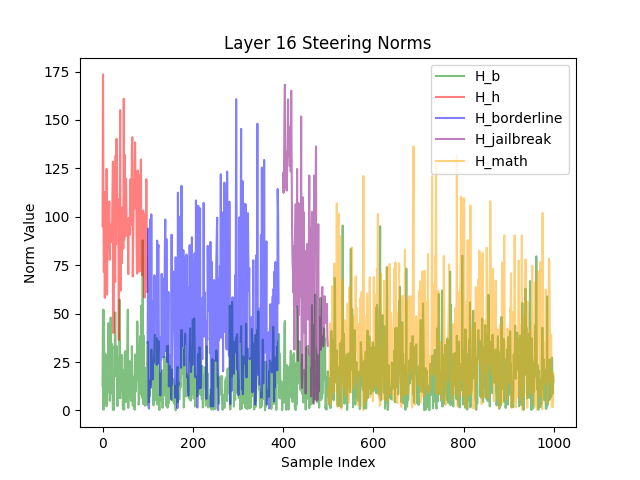 Layer 16 Steering Norms
Norm Value
175
150
125
100
75
50
25
0
H_b
H_h
H_borderline
H_jailbreak
H_math
0
200
400
600
800
1000
Sample Index